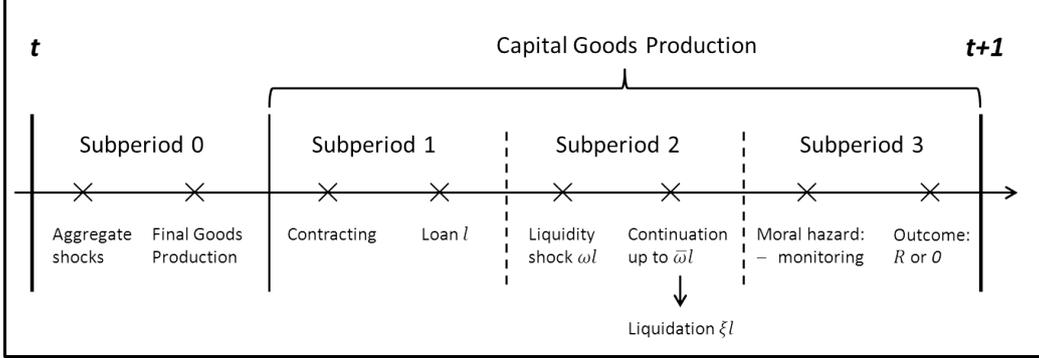 Capital Goods Production
t
t+1
Subperiod 0
Subperiod 1
Subperiod 2
Subperiod 3
Aggregate
shocks
Final Goods
Production
Contracting
Loan l
Liquidity
shock ωl
Continuation
up to ω̅l
Moral hazard:
– monitoring
Outcome:
R or 0
Liquidation ξl